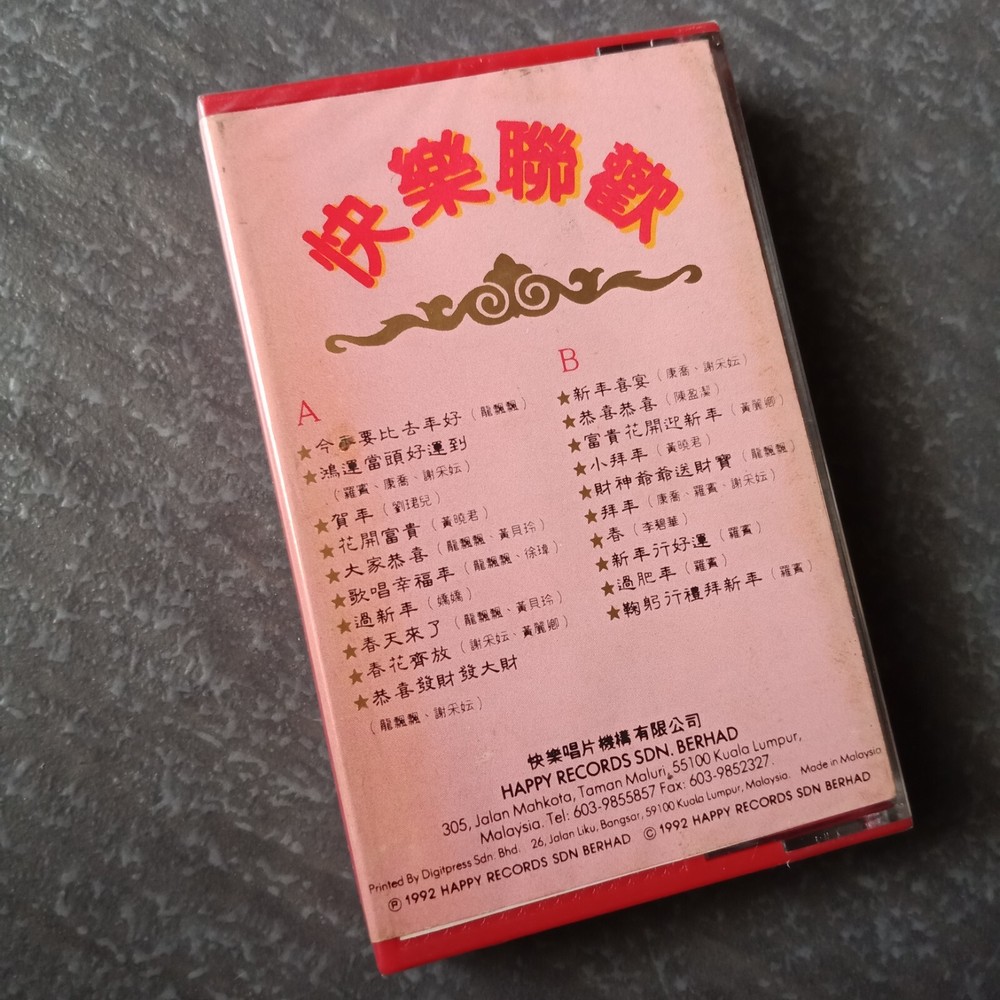 快樂聯歡
A
★今年要比去年好（龍飄飄）
★鴻運當頭好運到
（羅賓、康喬、謝采妘）
★賀年（劉珺兒）
★花開富貴（黃曉君）
★大家恭喜（龍飄飄、黃貝玲）
★歌唱幸福年（龍飄飄、徐瑋）
★過新年（嬌嬌）
★春天來了（龍飄飄、黃貝玲）
★春花齊放（謝采妘、黃麗卿）
★恭喜發財發大財
（龍飄飄、謝采妘）
B
★新年喜宴（康喬、謝采妘）
★恭喜恭喜（陳盈潔）
★富貴花開迎新年（黃麗卿）
★小拜年（黃曉君）
★財神爺爺送財寶（龍飄飄）
★拜年（康喬、羅賓、謝采妘）
★春（李碧華）
★新年行好運（羅賓）
★過肥年（羅賓）
★鞠躬行禮拜新年（羅賓）
快樂唱片機構有限公司
HAPPY RECORDS SDN. BERHAD
305, Jalan Mahkota, Taman Maluri, 55100 Kuala Lumpur,
Malaysia. Tel: 603-9855857 Fax: 603-9852327.
Printed By Digitpress Sdn. Bhd. 26, Jalan Liku, Bangsar, 59100 Kuala Lumpur, Malaysia. Made in Malaysia
Ⓟ 1992 HAPPY RECORDS SDN BERHAD © 1992 HAPPY RECORDS SDN BERHAD